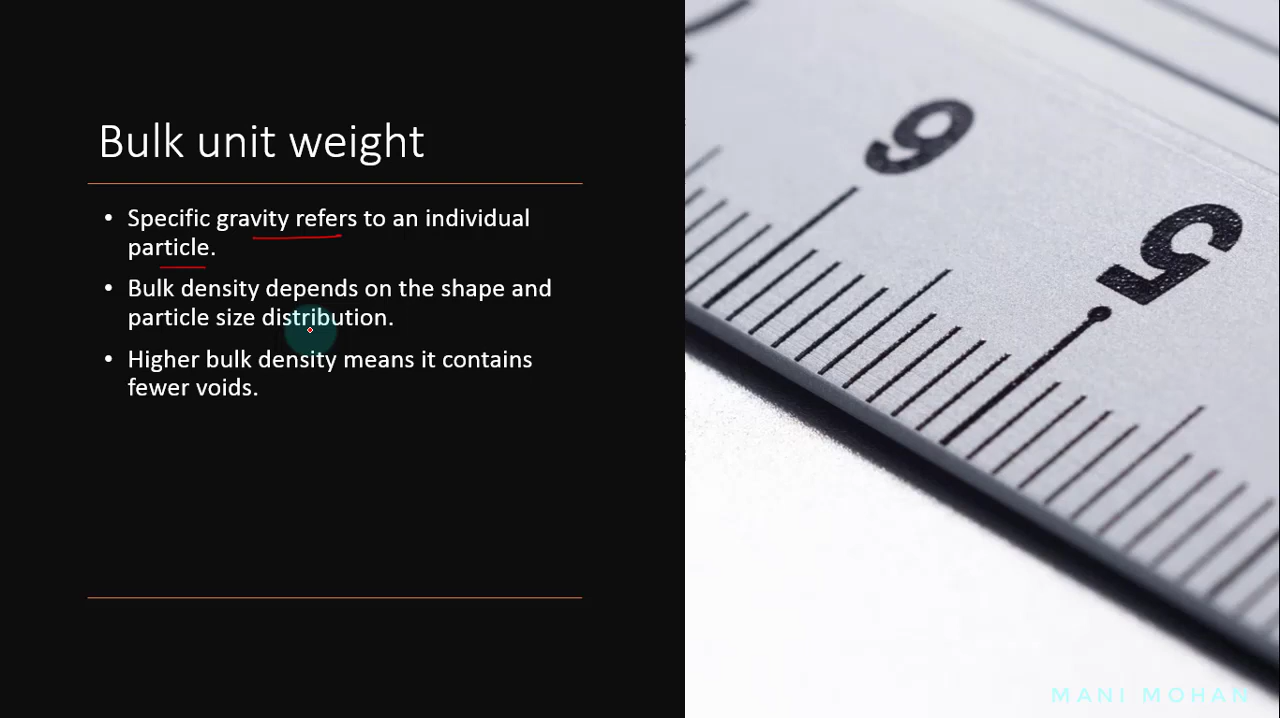 Bulk unit weight
• Specific gravity refers to an individual
particle.
• Bulk density depends on the shape and
particle size distribution.
• Higher bulk density means it contains
fewer voids.
6
5
MANI MOHAN